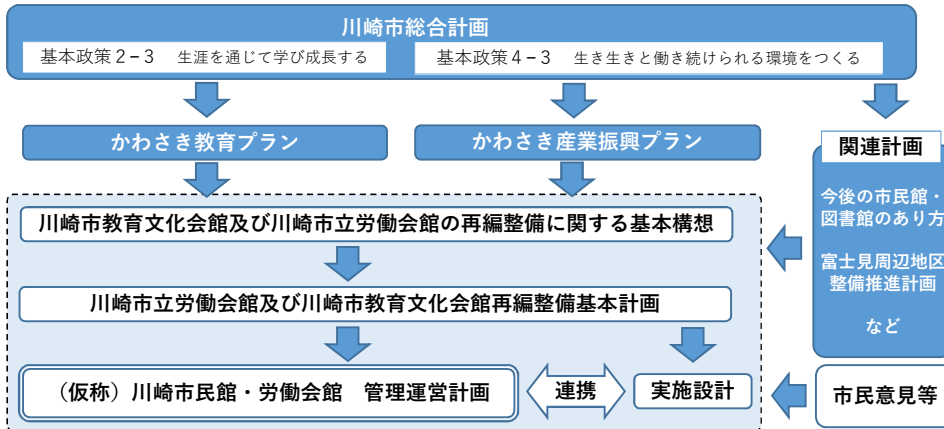 川崎市総合計画
基本政策２−３　生涯を通じて学び成長する
基本政策４−３　生き生きと働き続けられる環境をつくる
かわさき教育プラン
かわさき産業振興プラン
関連計画
今後の市民館・
図書館のあり方
富士見周辺地区
整備推進計画
など
川崎市教育文化会館及び川崎市立労働会館の再編整備に関する基本構想
川崎市立労働会館及び川崎市教育文化会館再編整備基本計画
（仮称）川崎市民館・労働会館　管理運営計画
連携
実施設計
市民意見等